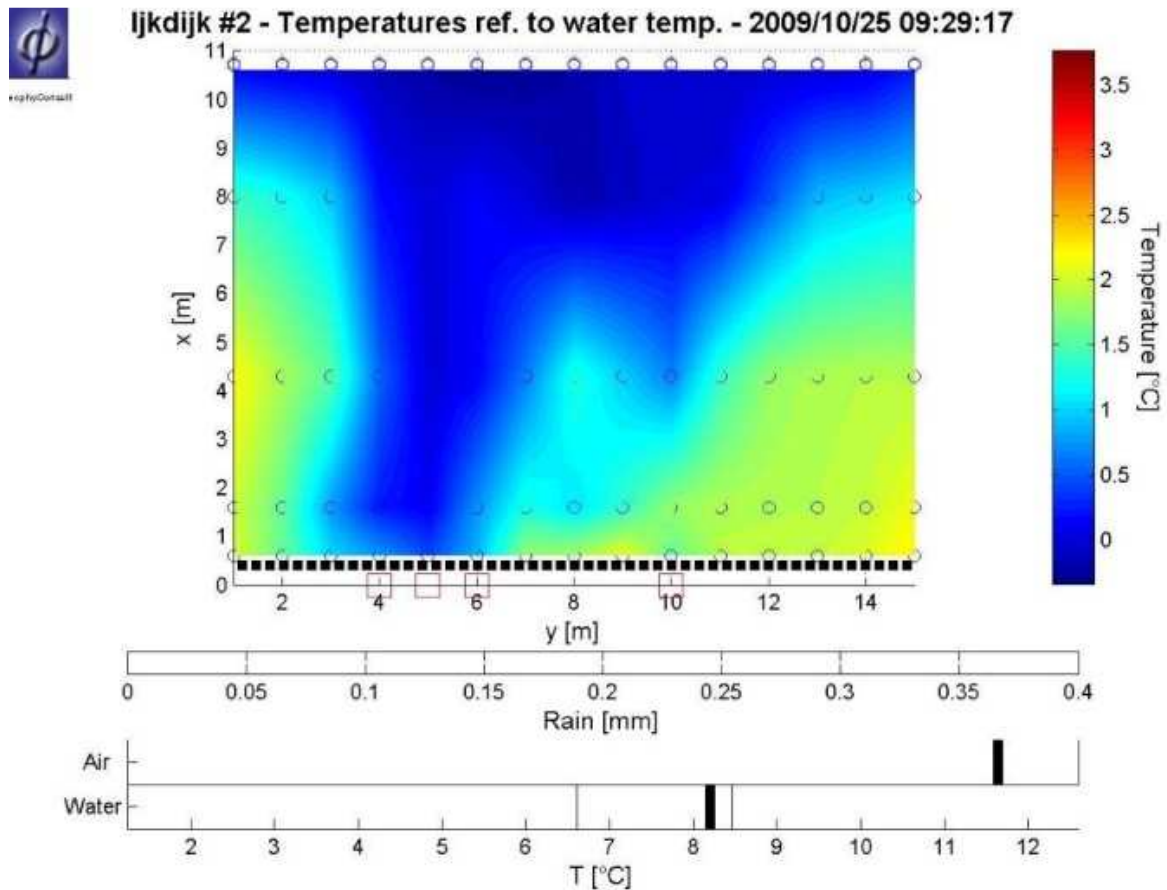 Ijkdijk #2 - Temperatures ref. to water temp. - 2009/10/25 09:29:17
11
10
9
8
7
6
5
4
3
2
1
0
x [m]
2 4 6 8 10 12 14
y [m]
3.5
3
2.5
2
1.5
1
0.5
0
Temperature [°C]
0 0.05 0.1 0.15 0.2 0.25 0.3 0.35 0.4
Rain [mm]
Air
Water
2 3 4 5 6 7 8 9 10 11 12
T [°C]